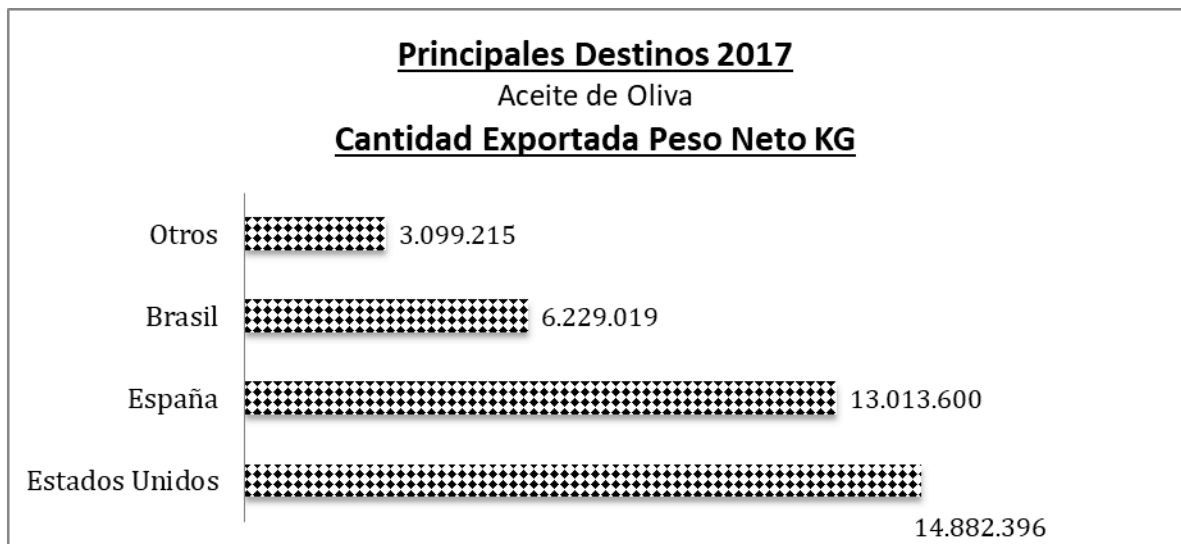 Principales Destinos 2017
Aceite de Oliva
Cantidad Exportada Peso Neto KG
Otros 3.099.215
Brasil 6.229.019
España 13.013.600
Estados Unidos
14.882.396